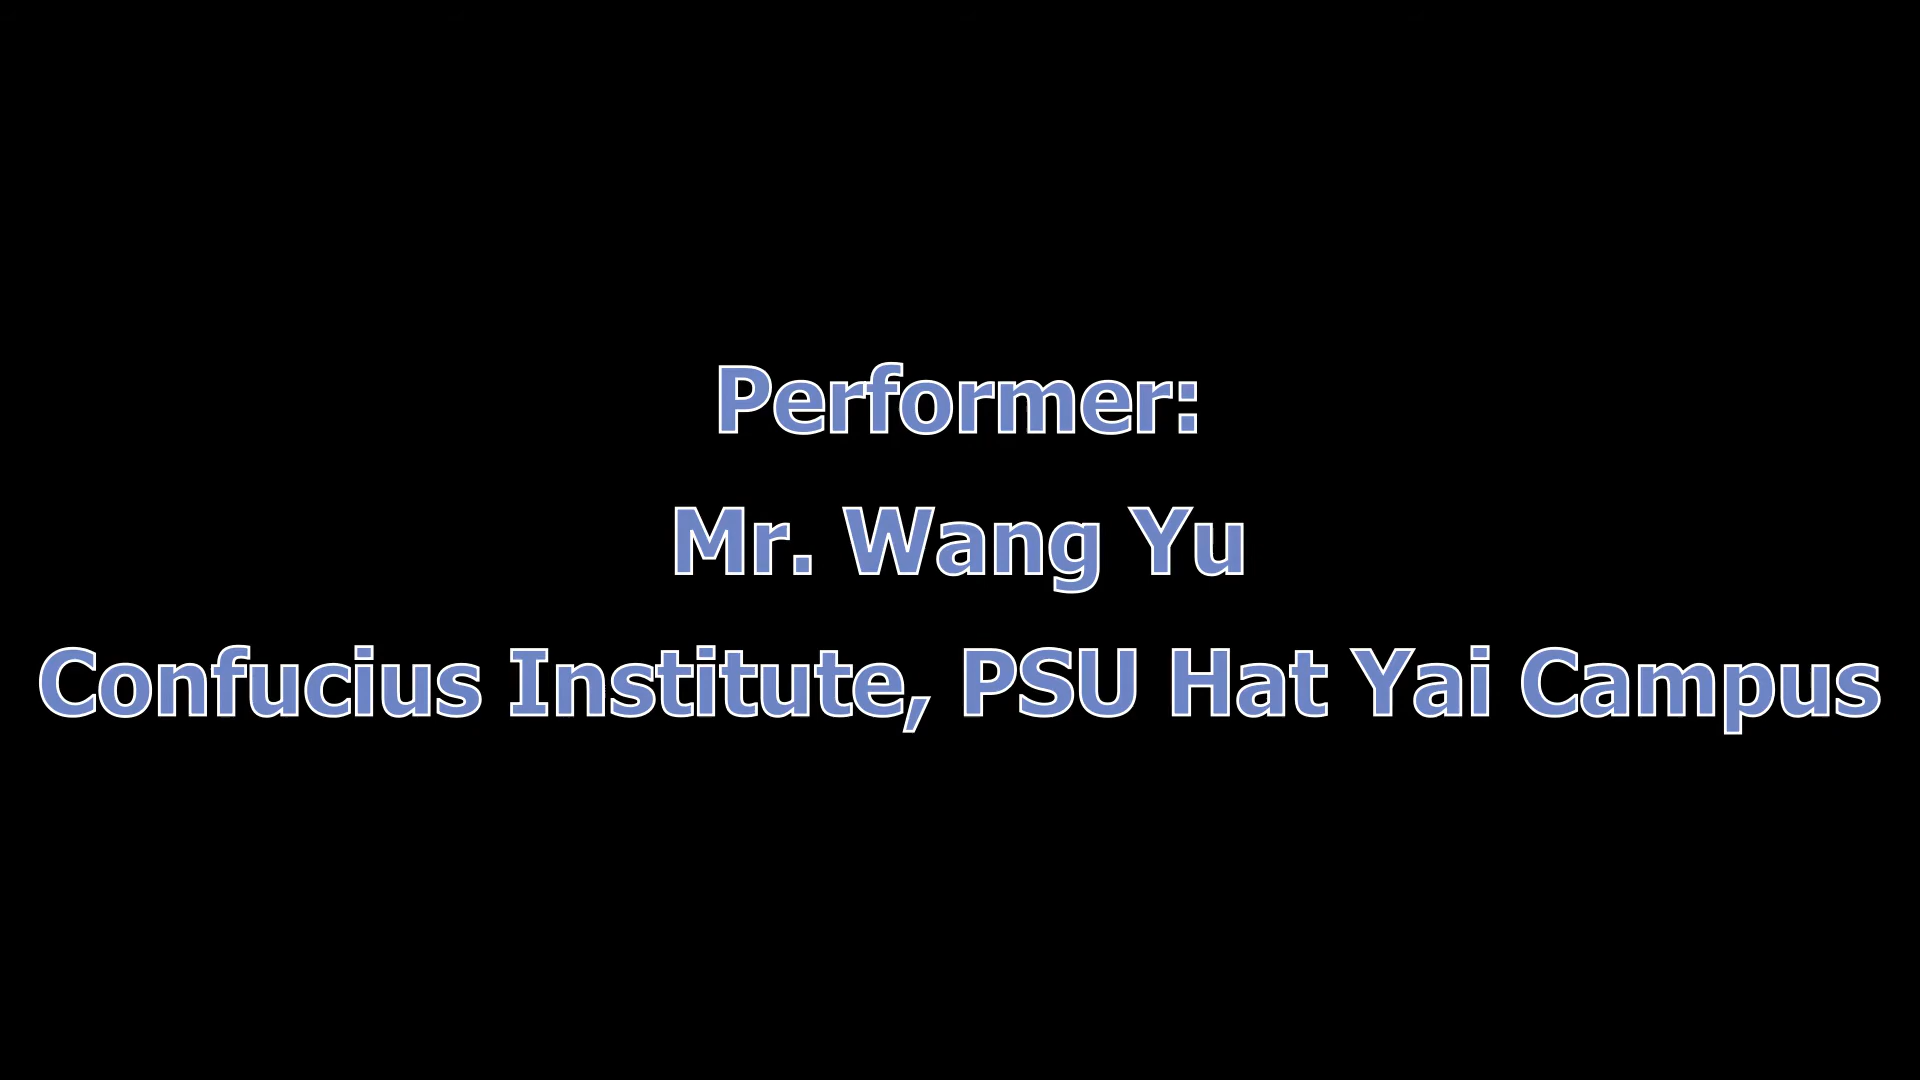 Performer:
Mr. Wang Yu
Confucius Institute, PSU Hat Yai Campus